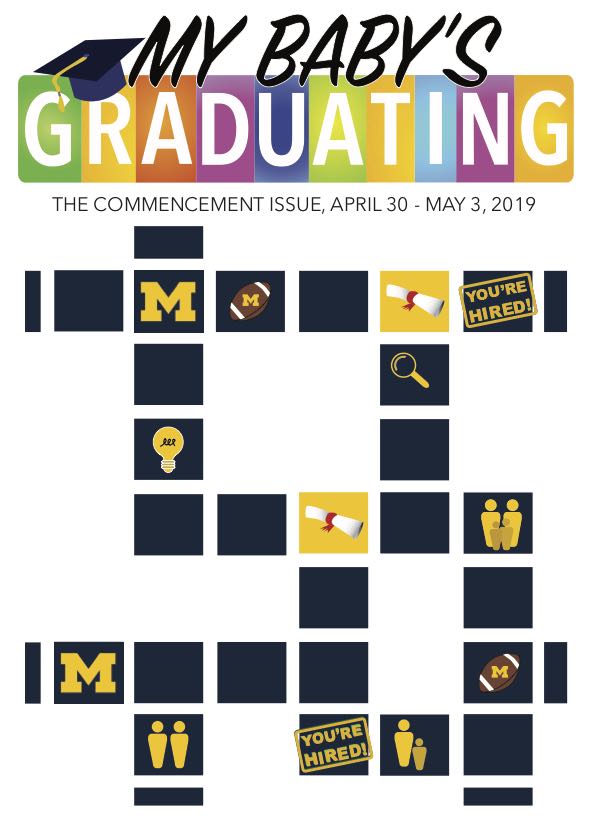 MY BABY'S
GRADUATING
THE COMMENCEMENT ISSUE, APRIL 30 - MAY 3, 2019
M
M
YOU'RE
HIRED!
M
M
YOU'RE
HIRED!